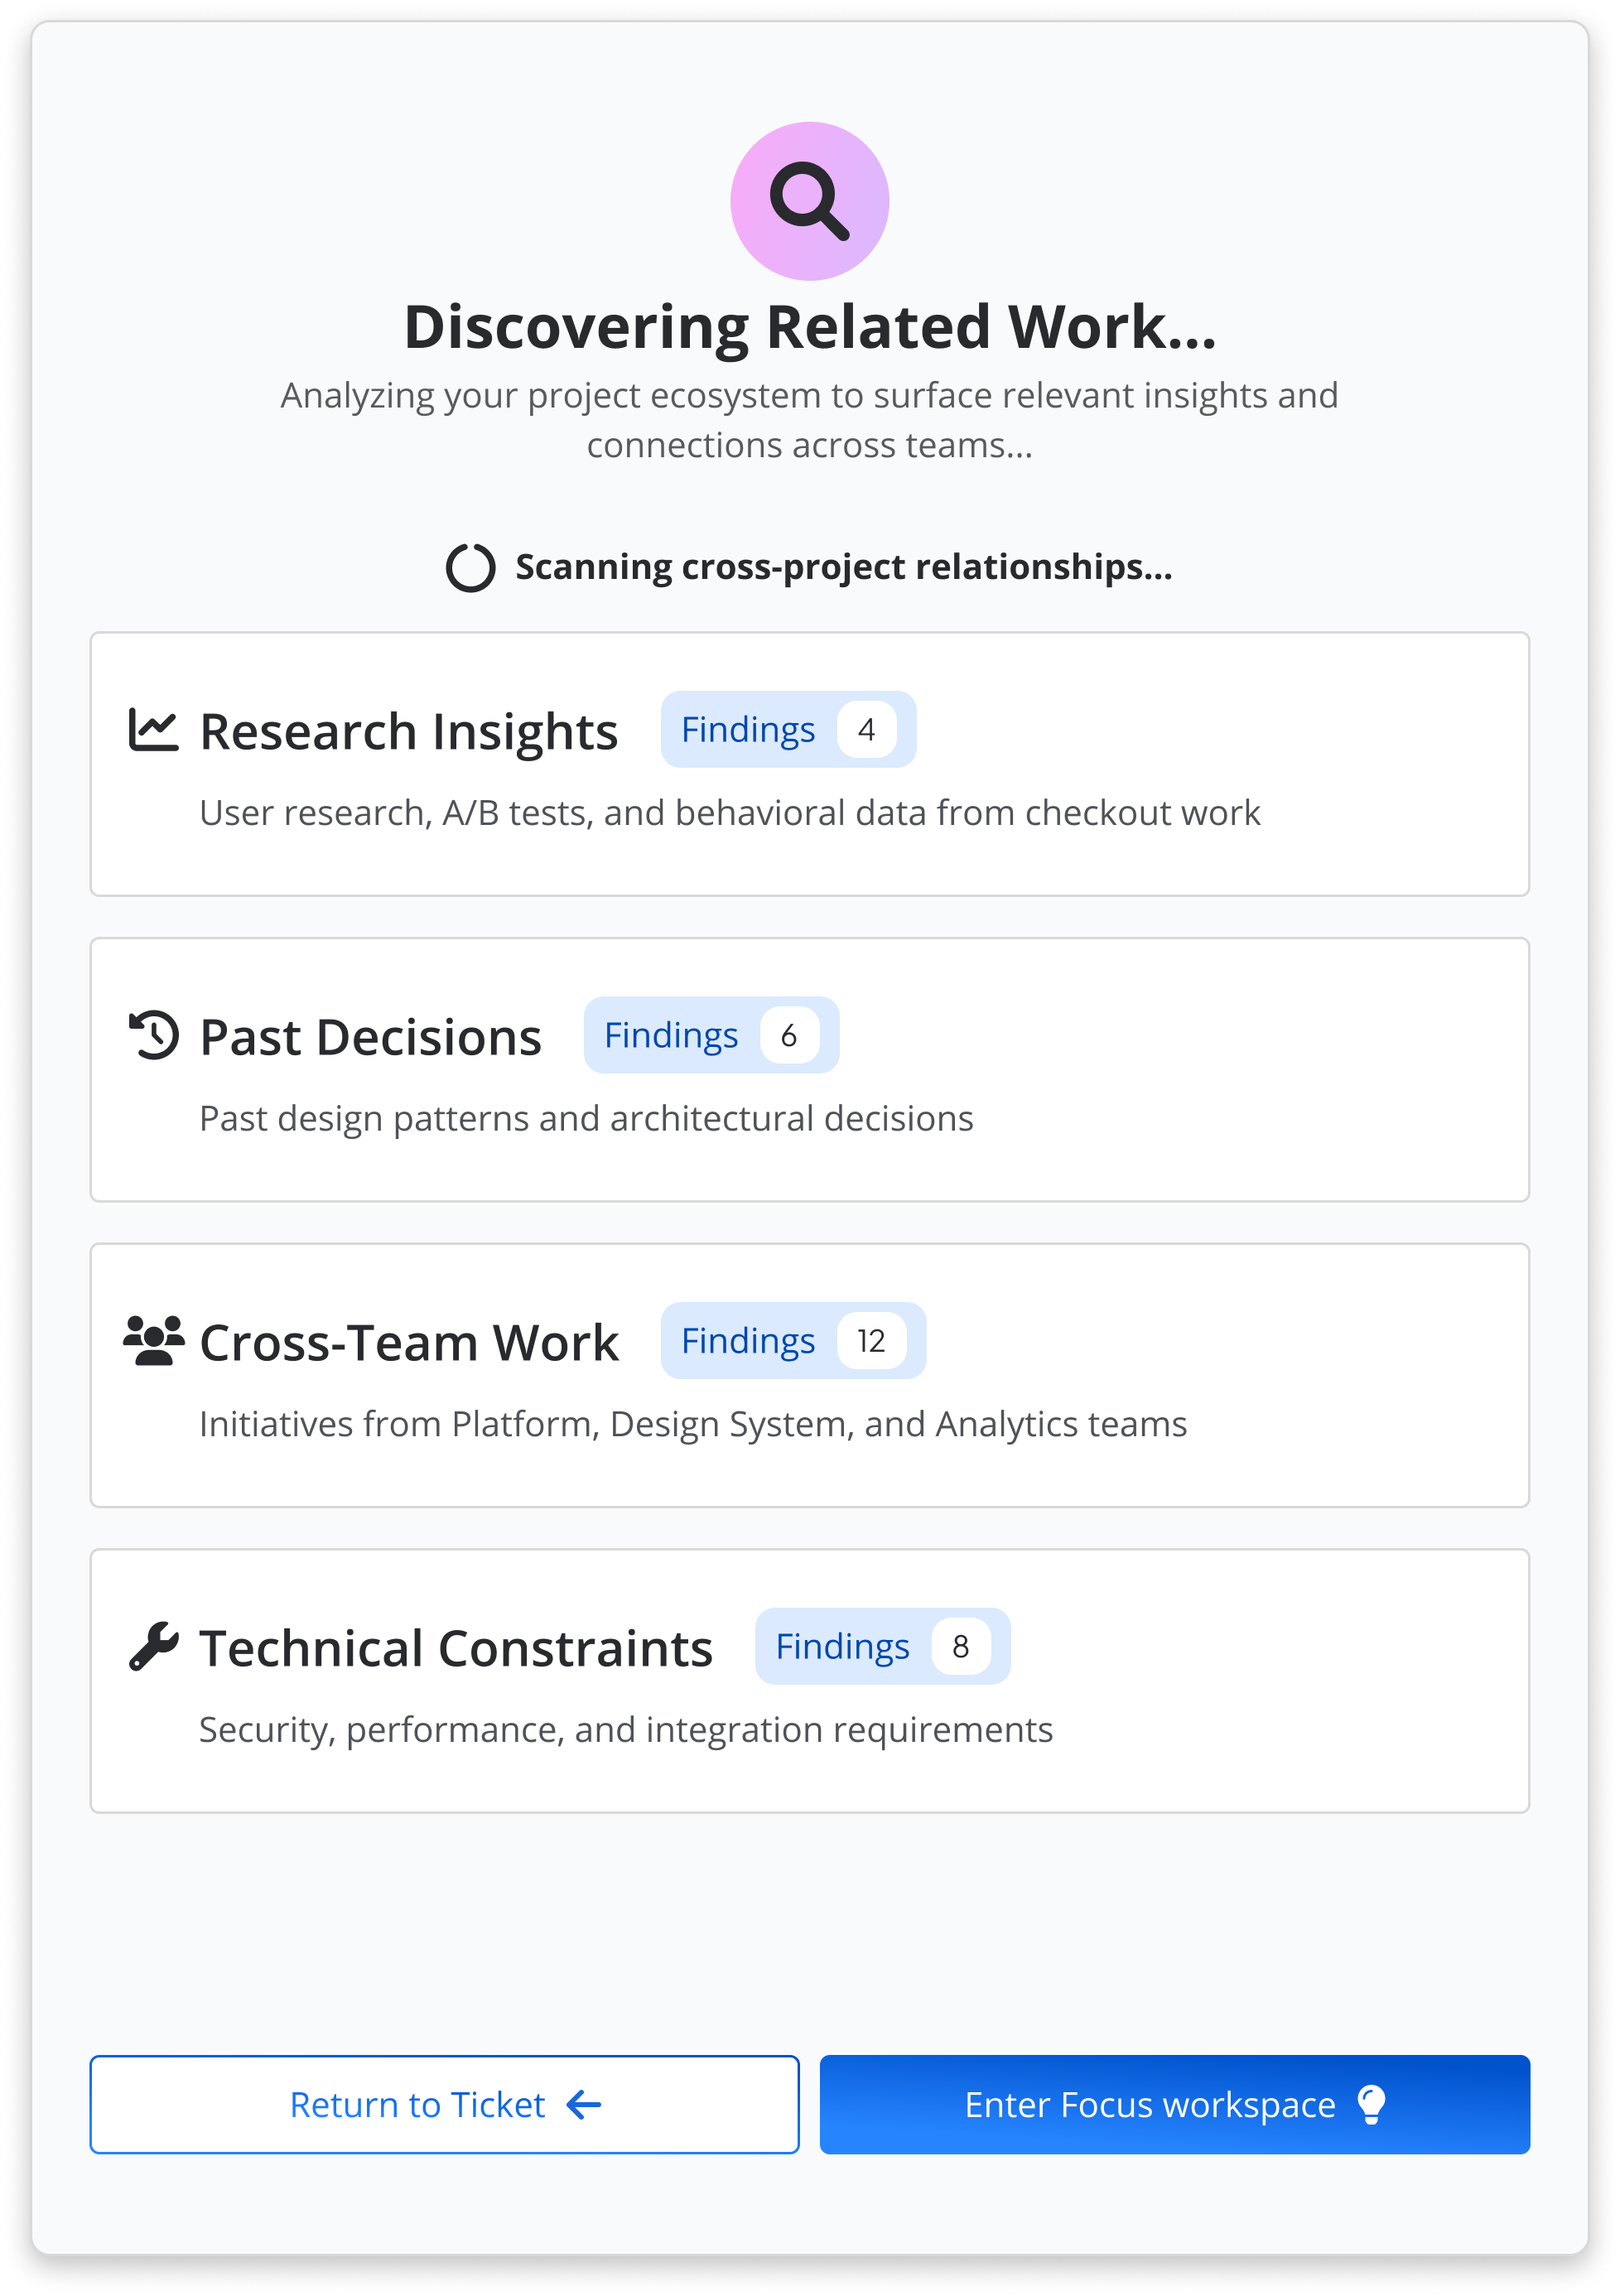 Discovering Related Work...
Analyzing your project ecosystem to surface relevant insights and
connections across teams...
Scanning cross-project relationships...
Research Insights Findings 4
User research, A/B tests, and behavioral data from checkout work
Past Decisions Findings 6
Past design patterns and architectural decisions
Cross-Team Work Findings 12
Initiatives from Platform, Design System, and Analytics teams
Technical Constraints Findings 8
Security, performance, and integration requirements
Return to Ticket Enter Focus workspace